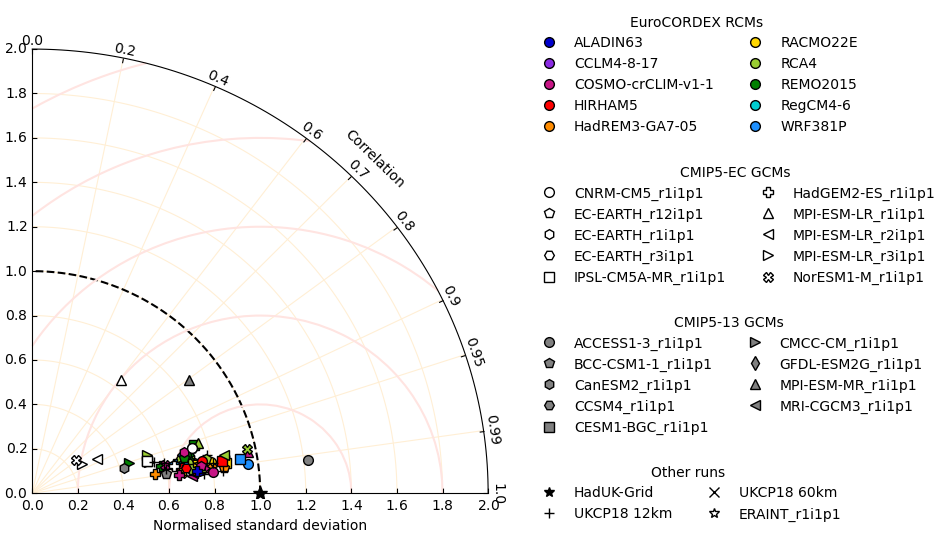 EuroCORDEX RCMs
ALADIN63
CCLM4-8-17
COSMO-crCLIM-v1-1
HIRHAM5
HadREM3-GA7-05
RACMO22E
RCA4
REMO2015
RegCM4-6
WRF381P
CMIP5-EC GCMs
CNRM-CM5_r1i1p1
EC-EARTH_r12i1p1
EC-EARTH_r1i1p1
EC-EARTH_r3i1p1
IPSL-CM5A-MR_r1i1p1
HadGEM2-ES_r1i1p1
MPI-ESM-LR_r1i1p1
MPI-ESM-LR_r2i1p1
MPI-ESM-LR_r3i1p1
NorESM1-M_r1i1p1
CMIP5-13 GCMs
ACCESS1-3_r1i1p1
BCC-CSM1-1_r1i1p1
CanESM2_r1i1p1
CCSM4_r1i1p1
CESM1-BGC_r1i1p1
CMCC-CM_r1i1p1
GFDL-ESM2G_r1i1p1
MPI-ESM-MR_r1i1p1
MRI-CGCM3_r1i1p1
Other runs
HadUK-Grid
UKCP18 12km
UKCP18 60km
ERAINT_r1i1p1
0.0
0.2
0.4
0.6
0.7
0.8
0.9
0.95
0.99
1.0
Correlation
2.0
1.8
1.6
1.4
1.2
1.0
0.8
0.6
0.4
0.2
0.0
0.0 0.2 0.4 0.6 0.8 1.0 1.2 1.4 1.6 1.8 2.0
Normalised standard deviation